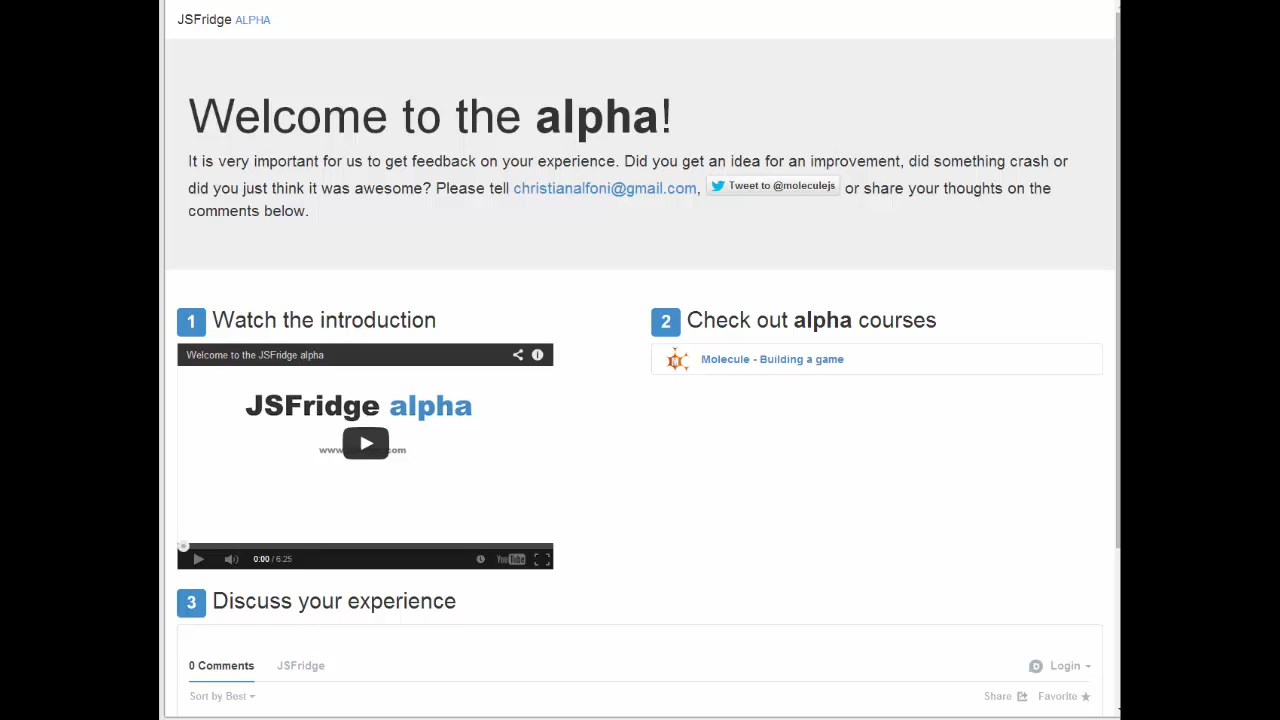 JSFridge ALPHA
Welcome to the alpha!
It is very important for us to get feedback on your experience. Did you get an idea for an improvement, did something crash or
did you just think it was awesome? Please tell christianalfoni@gmail.com, Tweet to @moleculejs or share your thoughts on the
comments below.
1 Watch the introduction
Welcome to the JSFridge alpha
JSFridge alpha
www. .com
0:00 / 6:25 YouTube
2 Check out alpha courses
Molecule - Building a game
3 Discuss your experience
0 Comments JSFridge Login
Sort by Best Share Favorite